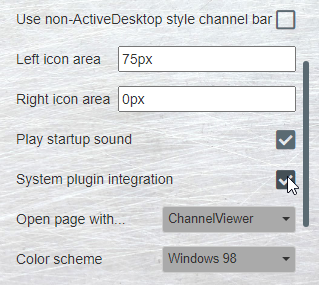 Use non-ActiveDesktop style channel bar
Left icon area 75px
Right icon area 0px
Play startup sound
System plugin integration
Open page with... ChannelViewer
Color scheme Windows 98